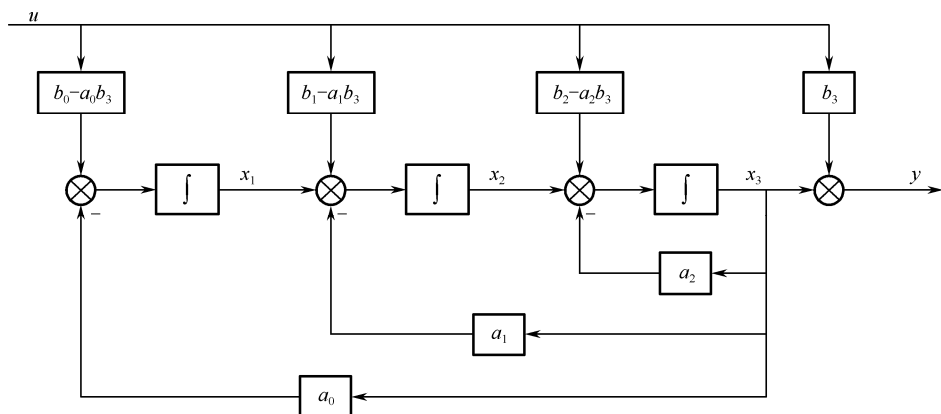 u
b₀−a₀b₃
b₁−a₁b₃
b₂−a₂b₃
b₃
∫
x₁
∫
x₂
∫
x₃
y
−
−
−
a₂
a₁
a₀